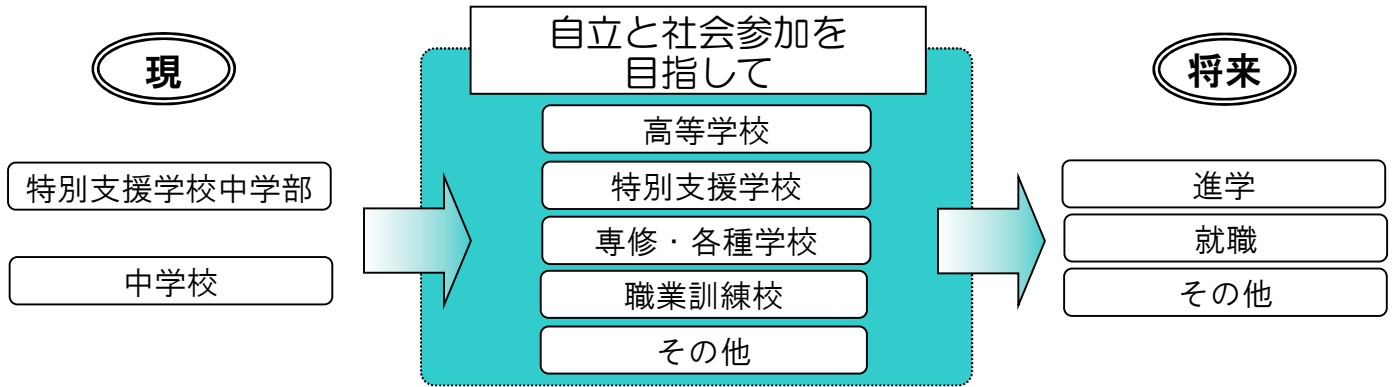 現
特別支援学校中学部
中学校
自立と社会参加を
目指して
高等学校
特別支援学校
専修・各種学校
職業訓練校
その他
将来
進学
就職
その他